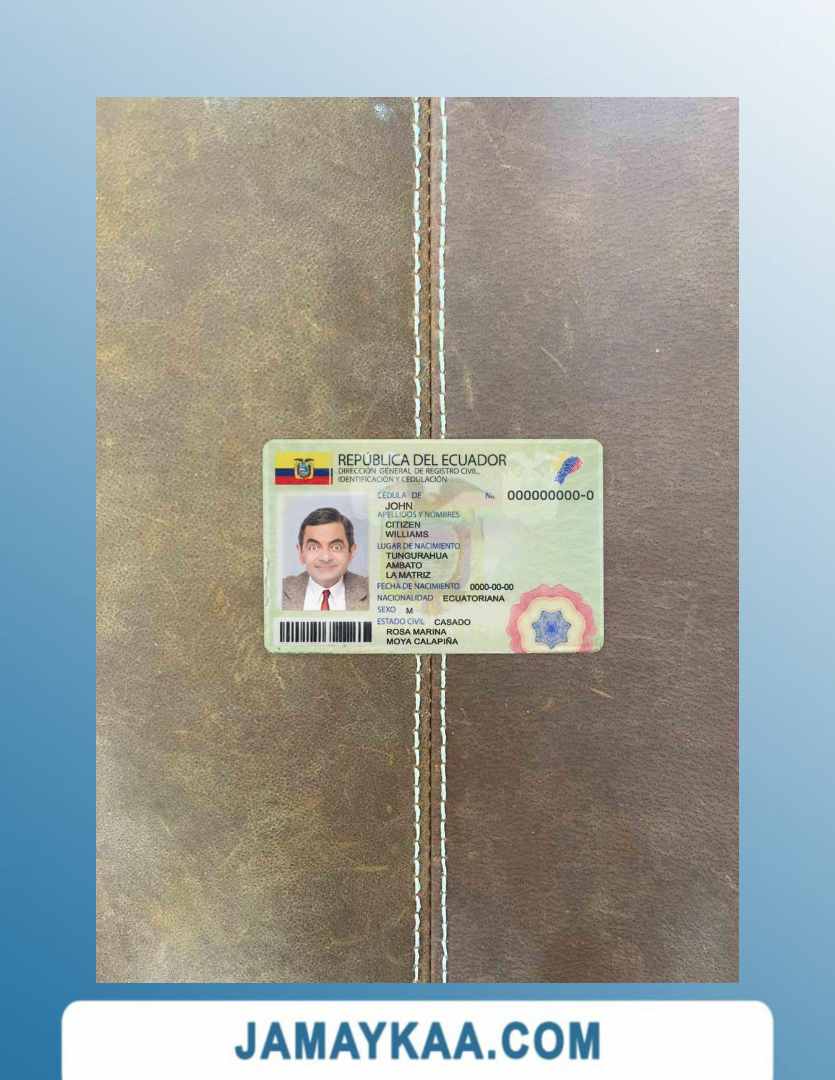 REPÚBLICA DEL ECUADOR
DIRECCIÓN GENERAL DE REGISTRO CIVIL,
IDENTIFICACIÓN Y CEDULACIÓN
CÉDULA DE No. 000000000-0
JOHN
APELLIDOS Y NOMBRES
CITIZEN
WILLIAMS
LUGAR DE NACIMIENTO
TUNGURAHUA
AMBATO
LA MATRIZ
FECHA DE NACIMIENTO 0000-00-00
NACIONALIDAD ECUATORIANA
SEXO M
ESTADO CIVIL CASADO
ROSA MARINA
MOYA CALAPIÑA
JAMAYKAA.COM